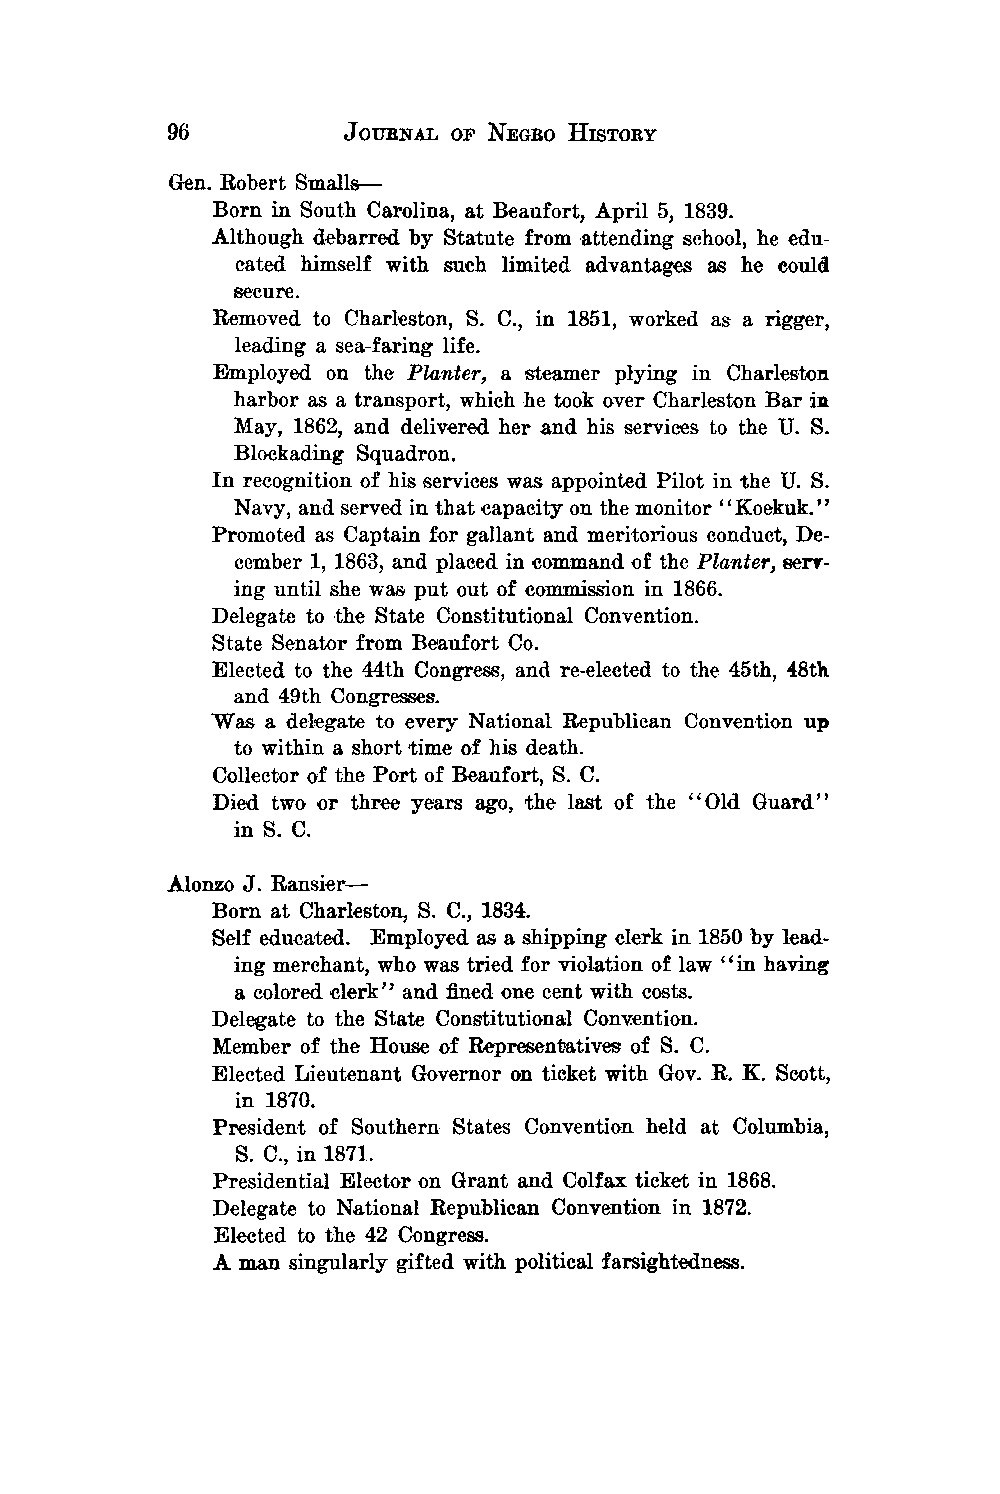 96 JOURNAL OF NEGRO HISTORY
Gen. Robert Smalls—
Born in South Carolina, at Beaufort, April 5, 1839.
Although debarred by Statute from attending school, he edu-
cated himself with such limited advantages as he could
secure.
Removed to Charleston, S. C., in 1851, worked as a rigger,
leading a sea-faring life.
Employed on the Planter, a steamer plying in Charleston
harbor as a transport, which he took over Charleston Bar in
May, 1862, and delivered her and his services to the U. S.
Blockading Squadron.
In recognition of his services was appointed Pilot in the U. S.
Navy, and served in that capacity on the monitor "Koekuk."
Promoted as Captain for gallant and meritorious conduct, De-
cember 1, 1863, and placed in command of the Planter, serv-
ing until she was put out of commission in 1866.
Delegate to the State Constitutional Convention.
State Senator from Beaufort Co.
Elected to the 44th Congress, and re-elected to the 45th, 48th
and 49th Congresses.
Was a delegate to every National Republican Convention up
to within a short time of his death.
Collector of the Port of Beaufort, S. C.
Died two or three years ago, the last of the "Old Guard"
in S. C.
Alonzo J. Ransier—
Born at Charleston, S. C., 1834.
Self educated. Employed as a shipping clerk in 1850 by lead-
ing merchant, who was tried for violation of law "in having
a colored clerk" and fined one cent with costs.
Delegate to the State Constitutional Convention.
Member of the House of Representatives of S. C.
Elected Lieutenant Governor on ticket with Gov. R. K. Scott,
in 1870.
President of Southern States Convention held at Columbia,
S. C., in 1871.
Presidential Elector on Grant and Colfax ticket in 1868.
Delegate to National Republican Convention in 1872.
Elected to the 42 Congress.
A man singularly gifted with political farsightedness.